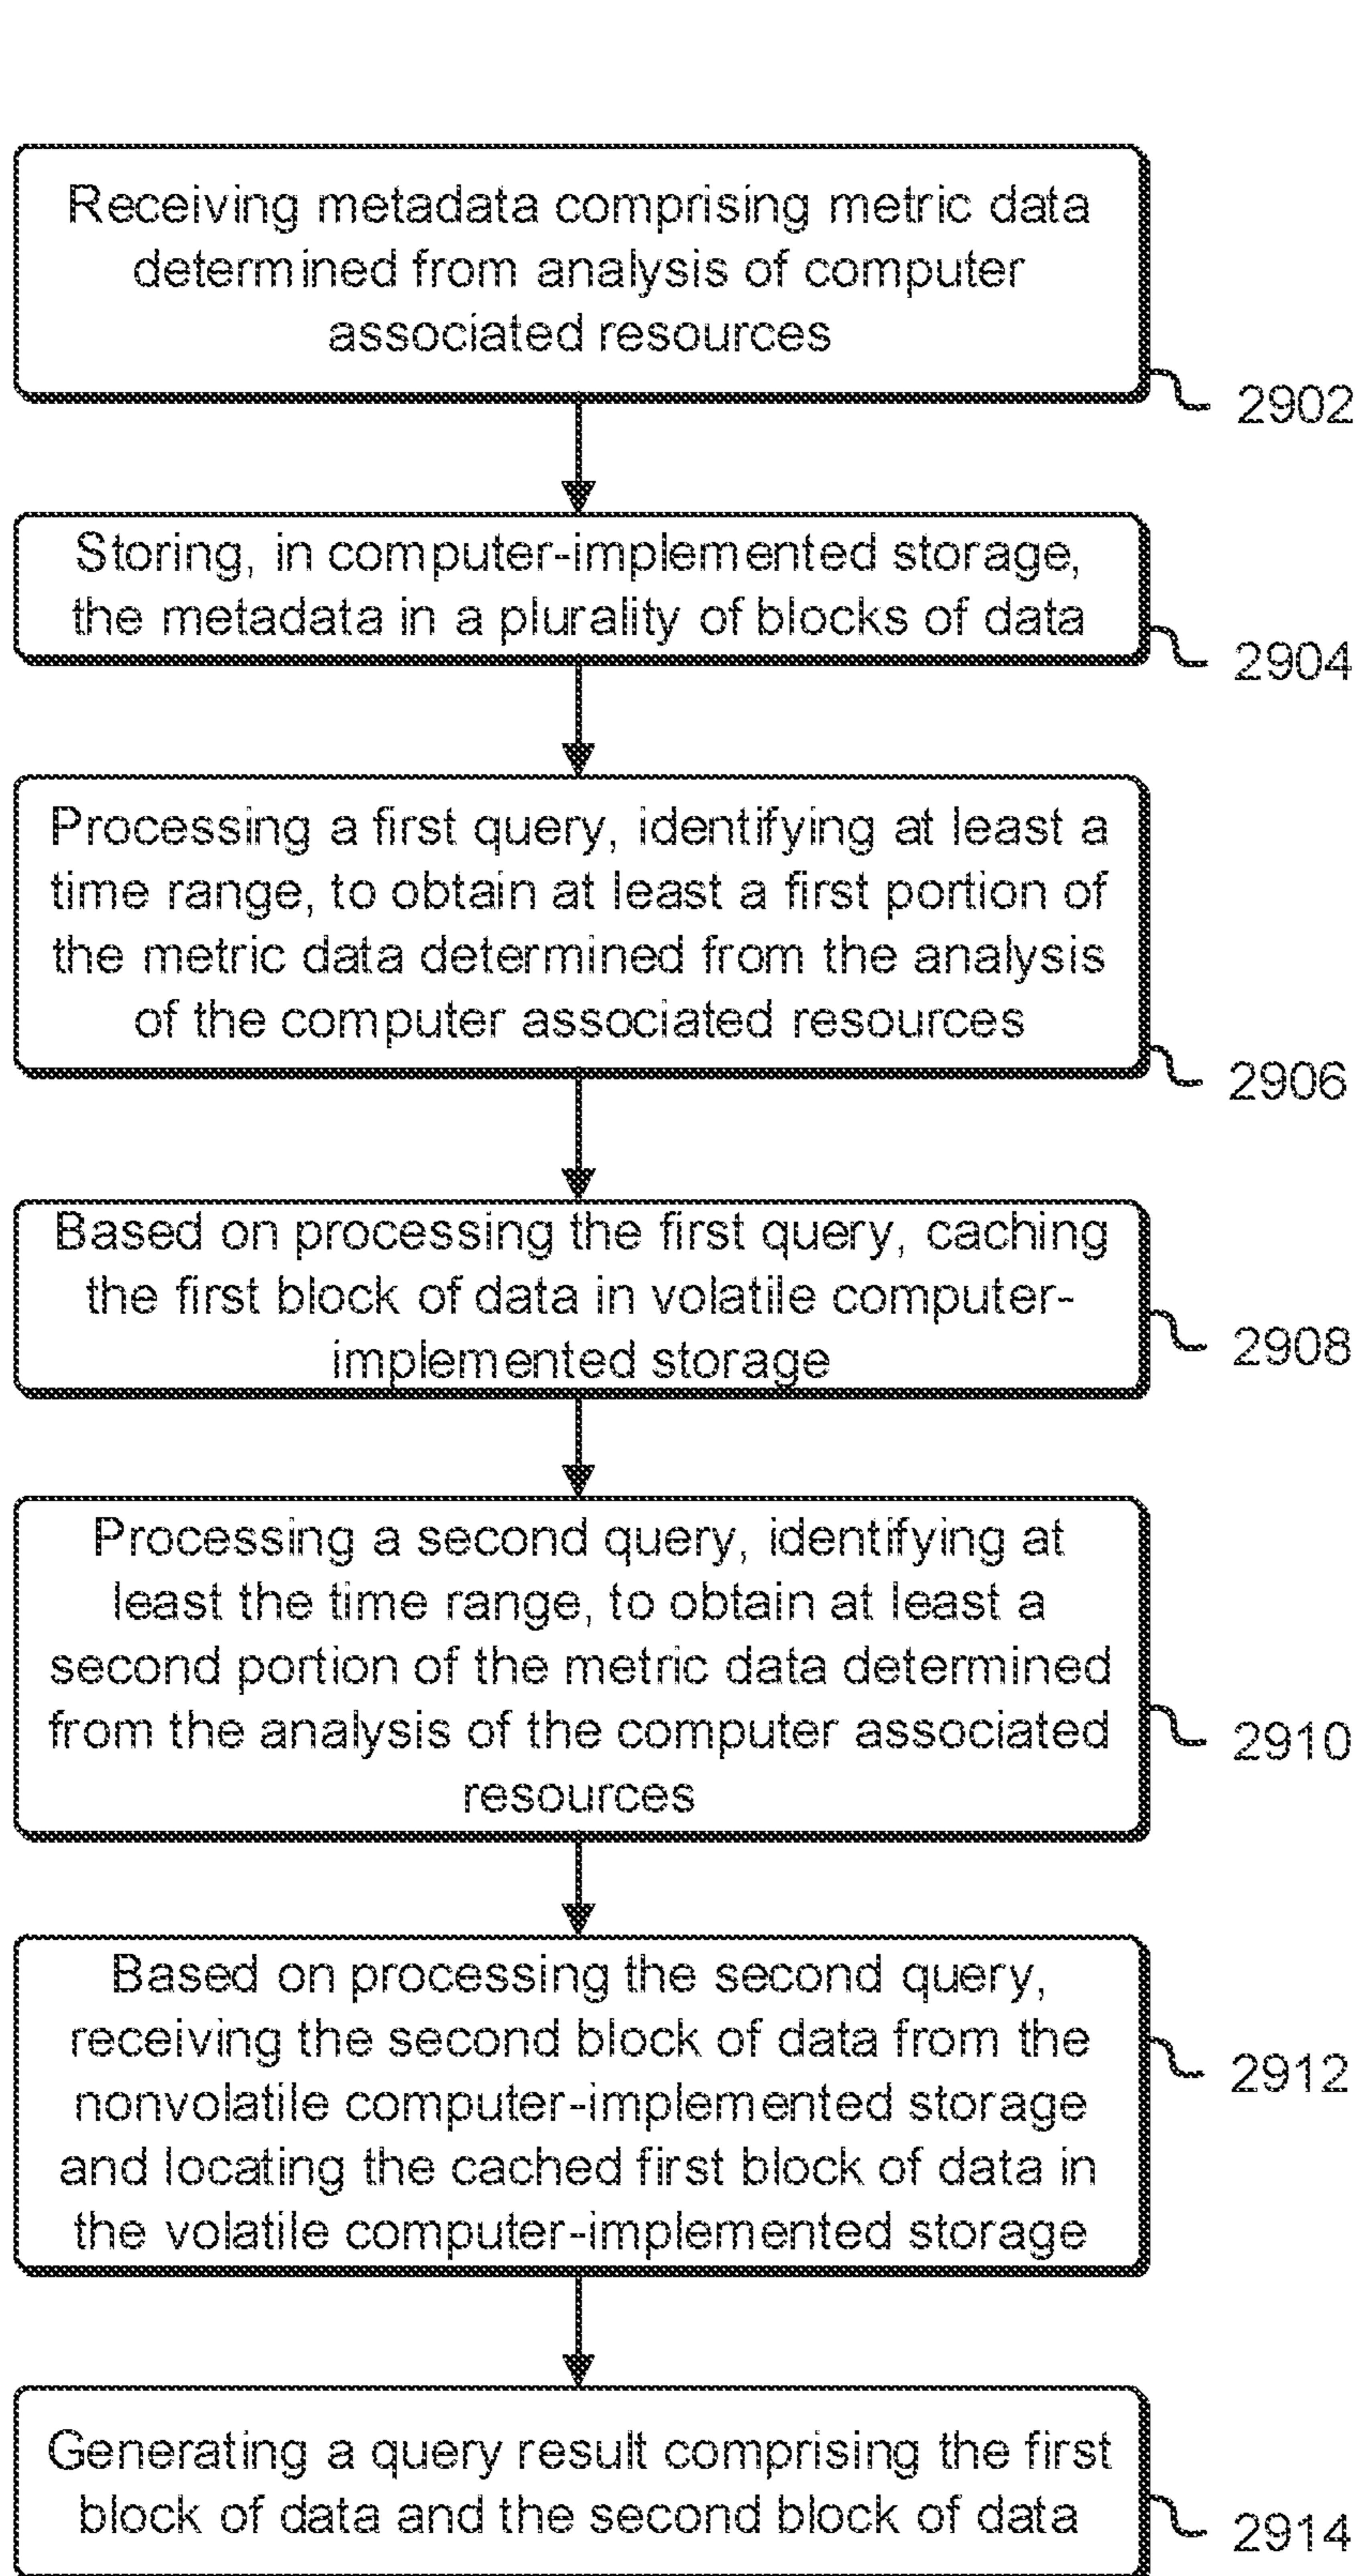 Receiving metadata comprising metric data
determined from analysis of computer
associated resources
2902
Storing, in computer-implemented storage,
the metadata in a plurality of blocks of data
2904
Processing a first query, identifying at least a
time range, to obtain at least a first portion of
the metric data determined from the analysis
of the computer associated resources
2906
Based on processing the first query, caching
the first block of data in volatile computer-
implemented storage
2908
Processing a second query, identifying at
least the time range, to obtain at least a
second portion of the metric data determined
from the analysis of the computer associated
resources
2910
Based on processing the second query,
receiving the second block of data from the
nonvolatile computer-implemented storage
and locating the cached first block of data in
the volatile computer-implemented storage
2912
Generating a query result comprising the first
block of data and the second block of data
2914